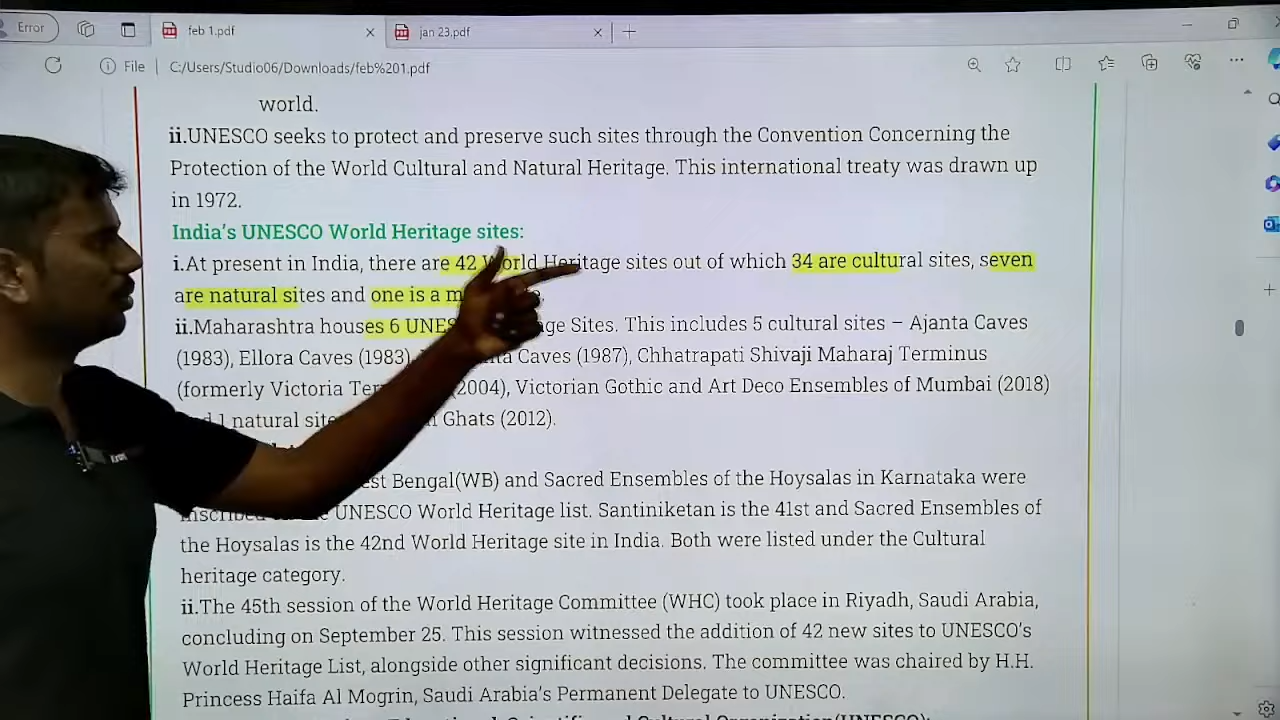 Error
feb 1.pdf
jan 23.pdf
File
C:/Users/Studio06/Downloads/feb%201.pdf
world.
ii.UNESCO seeks to protect and preserve such sites through the Convention Concerning the
Protection of the World Cultural and Natural Heritage. This international treaty was drawn up
in 1972.
India's UNESCO World Heritage sites:
i.At present in India, there are 42 World Heritage sites out of which 34 are cultural sites, seven
are natural sites and one is a
ii.Maharashtra houses 6 Sites. This includes 5 cultural sites – Ajanta Caves
(1983), Ellora Caves (1983) Caves (1987), Chhatrapati Shivaji Maharaj Terminus
(formerly Victoria (2004), Victorian Gothic and Art Deco Ensembles of Mumbai (2018)
1 natural site Ghats (2012).
Bengal(WB) and Sacred Ensembles of the Hoysalas in Karnataka were
UNESCO World Heritage list. Santiniketan is the 41st and Sacred Ensembles of
the Hoysalas is the 42nd World Heritage site in India. Both were listed under the Cultural
heritage category.
ii.The 45th session of the World Heritage Committee (WHC) took place in Riyadh, Saudi Arabia,
concluding on September 25. This session witnessed the addition of 42 new sites to UNESCO's
World Heritage List, alongside other significant decisions. The committee was chaired by H.H.
Princess Haifa Al Mogrin, Saudi Arabia's Permanent Delegate to UNESCO.